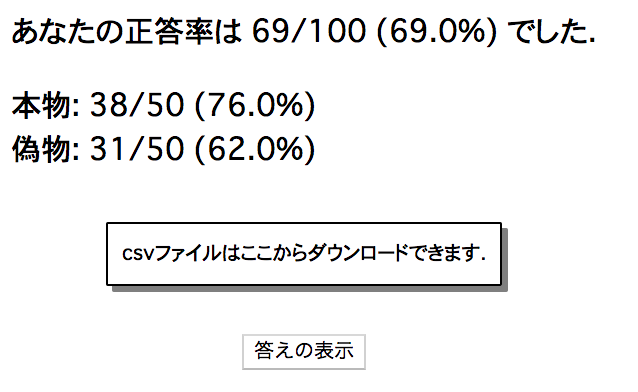 あなたの正答率は 69/100 (69.0%) でした.
本物: 38/50 (76.0%)
偽物: 31/50 (62.0%)
csvファイルはここからダウンロードできます.
答えの表示